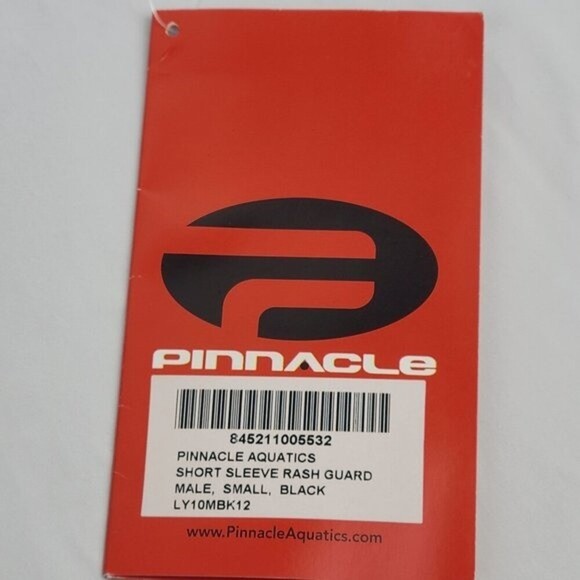 PINNACLE
845211005532
PINNACLE AQUATICS
SHORT SLEEVE RASH GUARD
MALE, SMALL, BLACK
LY10MBK12
www.PinnacleAquatics.com